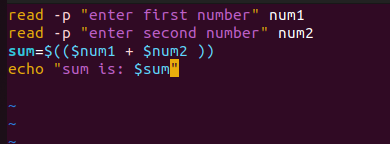 read -p "enter first number" num1
read -p "enter second number" num2
sum=$(($num1 + $num2 ))
echo "sum is: $sum"
~
~
~